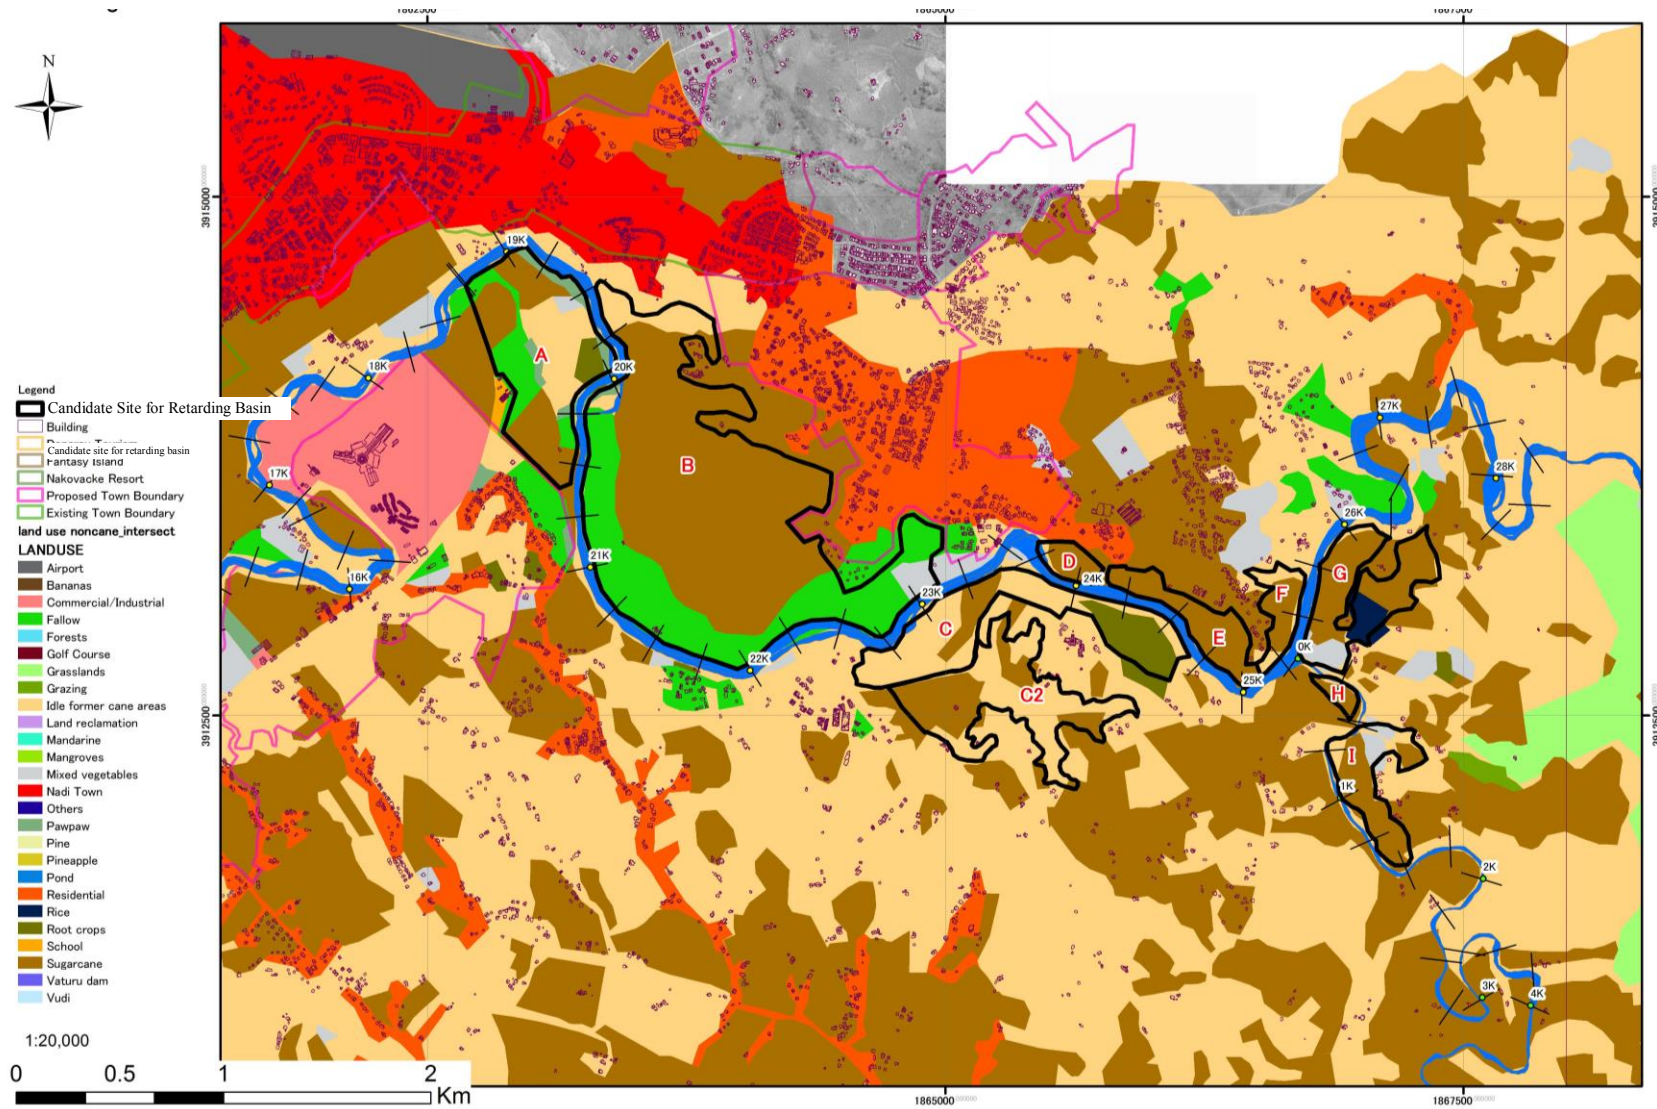 1862500
1865000
1867500
N
3915000
3915000
19K
18K
A
20K
27K
Legend
Candidate Site for Retarding Basin
Building
Candidate site for retarding basin
Fantasy Island
Nakovacke Resort
Proposed Town Boundary
Existing Town Boundary
land use noncane_intersect
LANDUSE
Airport
Bananas
Commercial/Industrial
Fallow
Forests
Golf Course
Grasslands
Grazing
Idle former cane areas
Land reclamation
Mandarine
Mangroves
Mixed vegetables
Nadi Town
Others
Pawpaw
Pine
Pineapple
Pond
Residential
Rice
Root crops
School
Sugarcane
Vaturu dam
Vudi
17K
B
28K
26K
16K
21K
D
24K
G
23K
F
C
E
0K
22K
25K
C2
H
3912500
I
1K
2K
3K
4K
1:20,000
0 0.5 1 2
Km
1865000
1867500